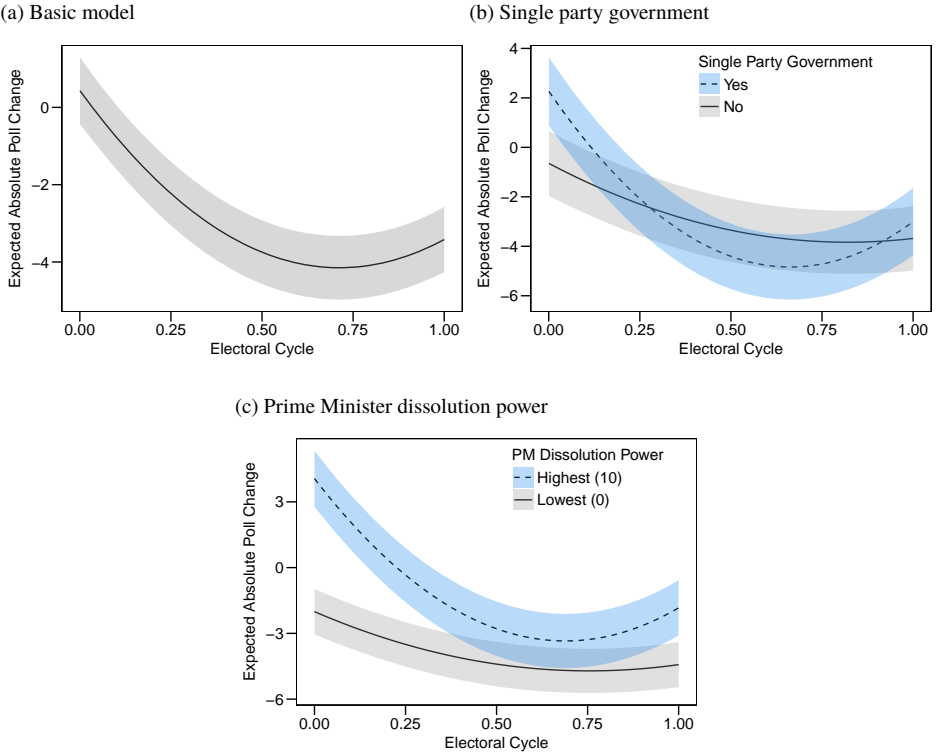 (a) Basic model
Expected Absolute Poll Change
0
−2
−4
0.00 0.25 0.50 0.75 1.00
Electoral Cycle
(b) Single party government
Expected Absolute Poll Change
4
2
0
−2
−4
−6
Single Party Government
Yes
No
0.00 0.25 0.50 0.75 1.00
Electoral Cycle
(c) Prime Minister dissolution power
Expected Absolute Poll Change
3
0
−3
−6
PM Dissolution Power
Highest (10)
Lowest (0)
0.00 0.25 0.50 0.75 1.00
Electoral Cycle